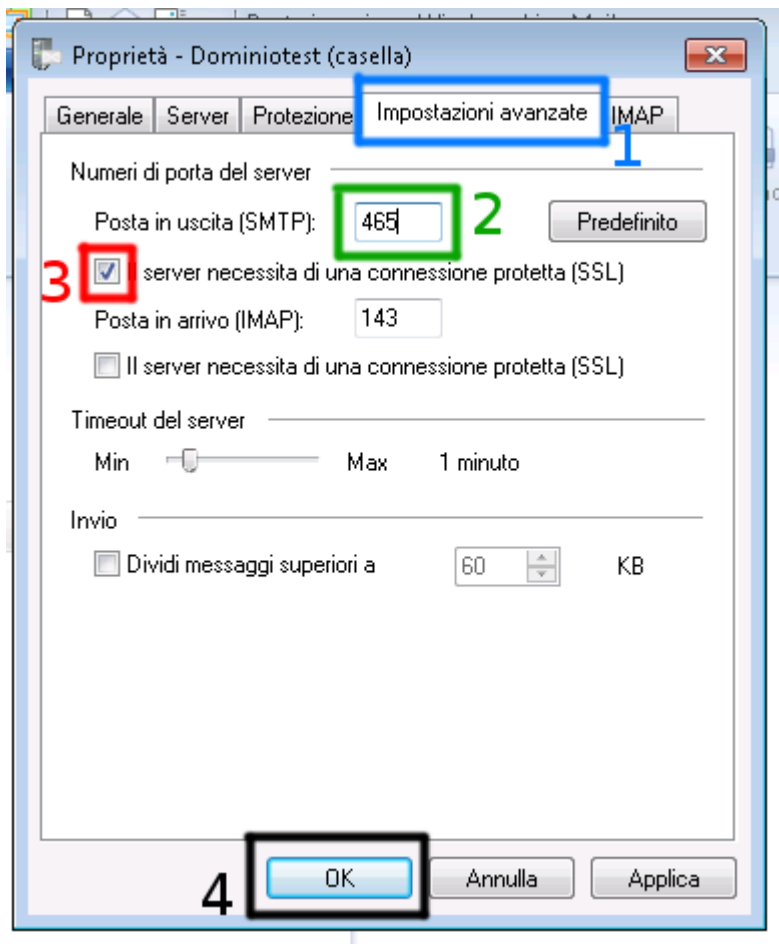 Proprietà - Dominiotest (casella)
Generale Server Protezione Impostazioni avanzate IMAP
1
Numeri di porta del server
Posta in uscita (SMTP): 465 2 Predefinito
3 Il server necessita di una connessione protetta (SSL)
Posta in arrivo (IMAP): 143
Il server necessita di una connessione protetta (SSL)
Timeout del server
Min Max 1 minuto
Invio
Dividi messaggi superiori a 60 KB
4 OK Annulla Applica